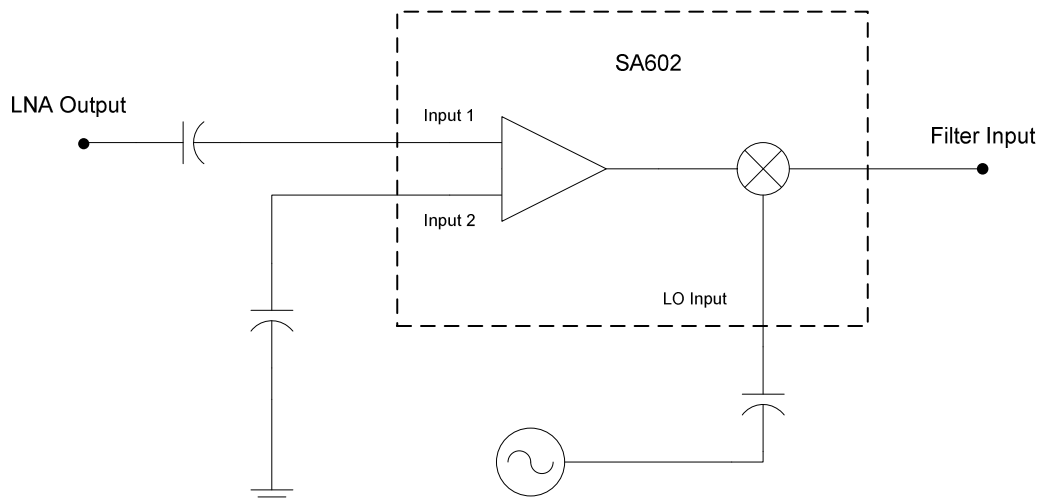 SA602
LNA Output
Input 1
Filter Input
Input 2
LO Input